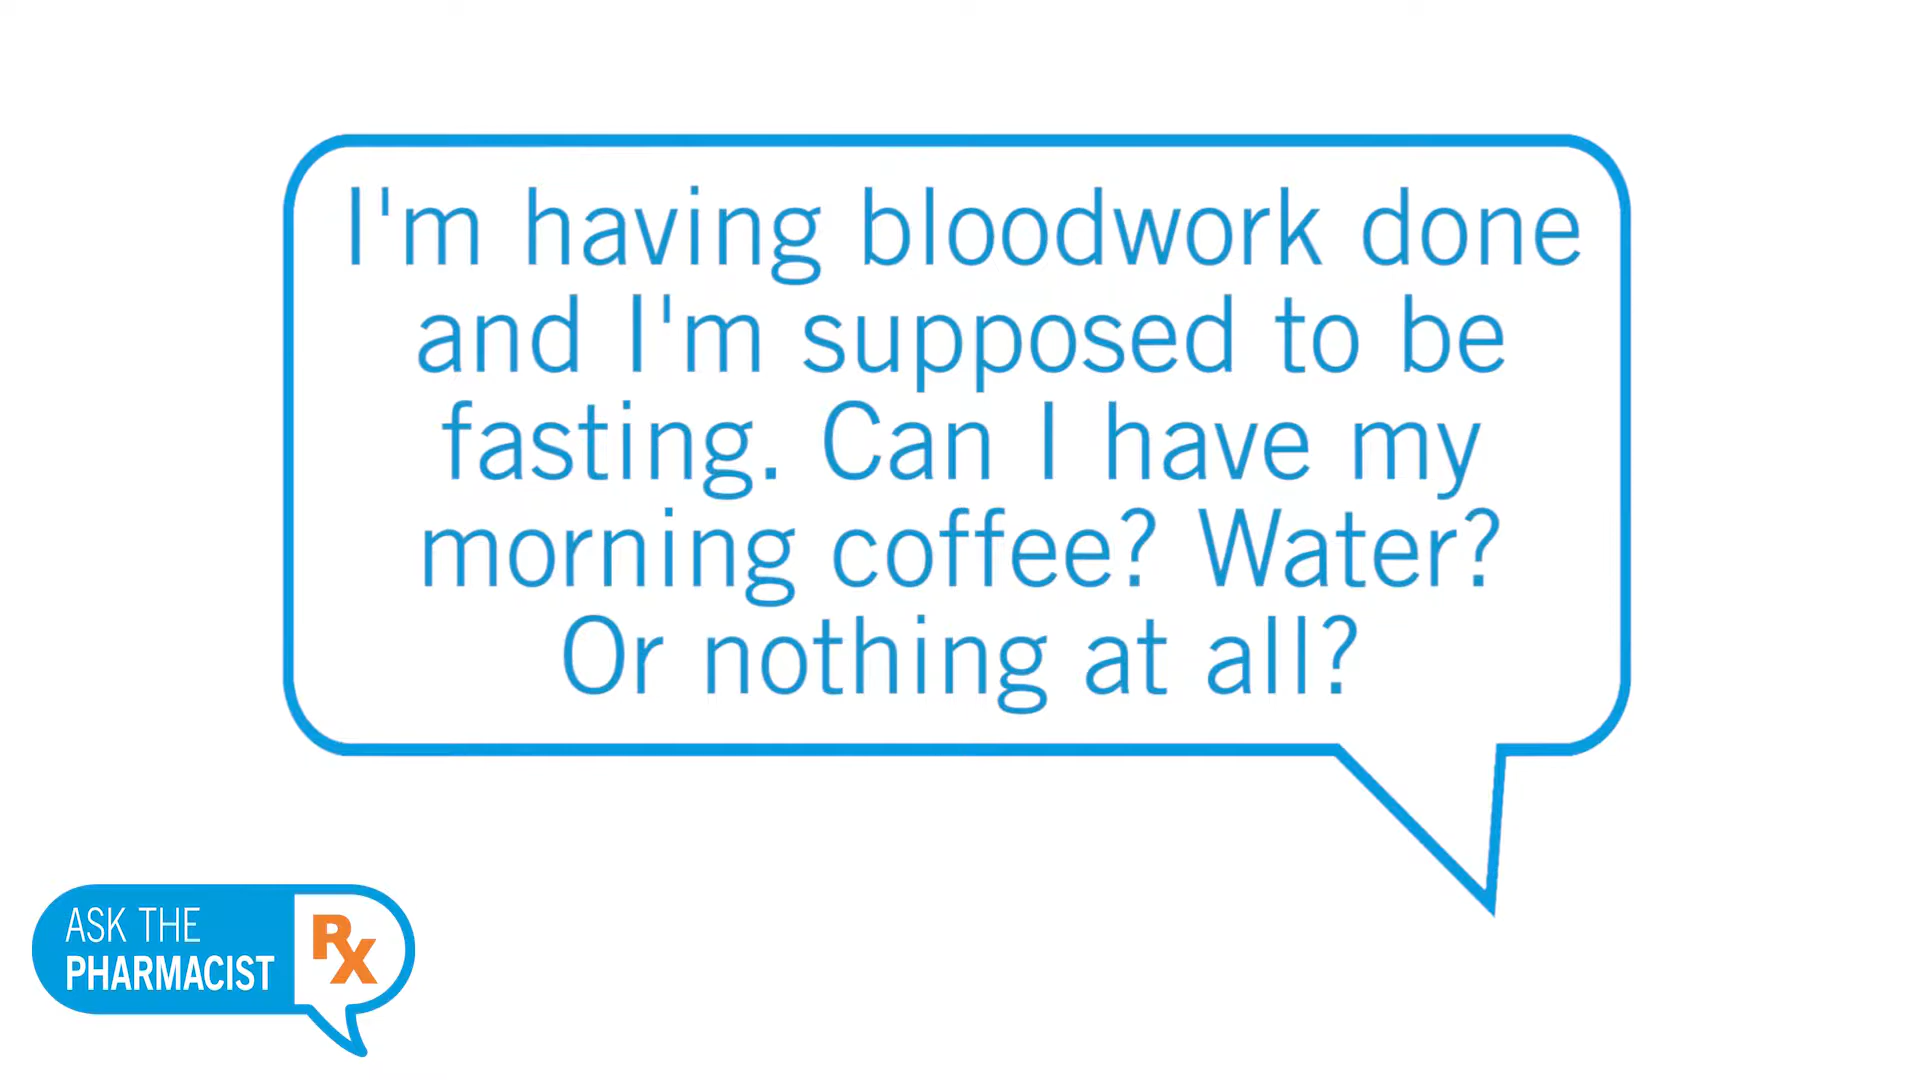 I'm having bloodwork done
and I'm supposed to be
fasting. Can I have my
morning coffee? Water?
Or nothing at all?
ASK THE
PHARMACIST
Rx